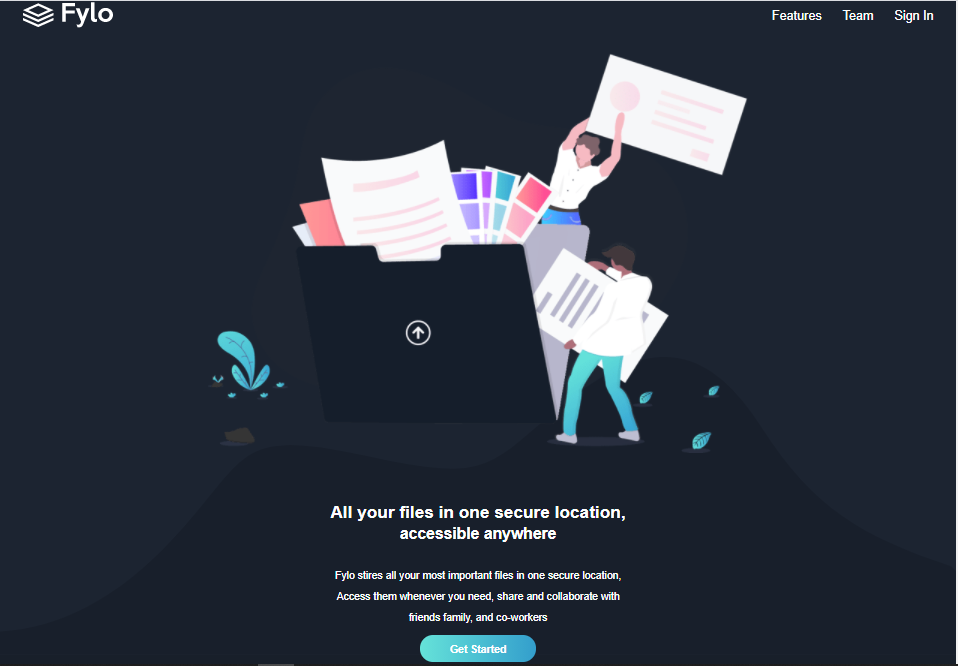 Fylo
Features Team Sign In
All your files in one secure location,
accessible anywhere
Fylo stires all your most important files in one secure location,
Access them whenever you need, share and collaborate with
friends family, and co-workers
Get Started